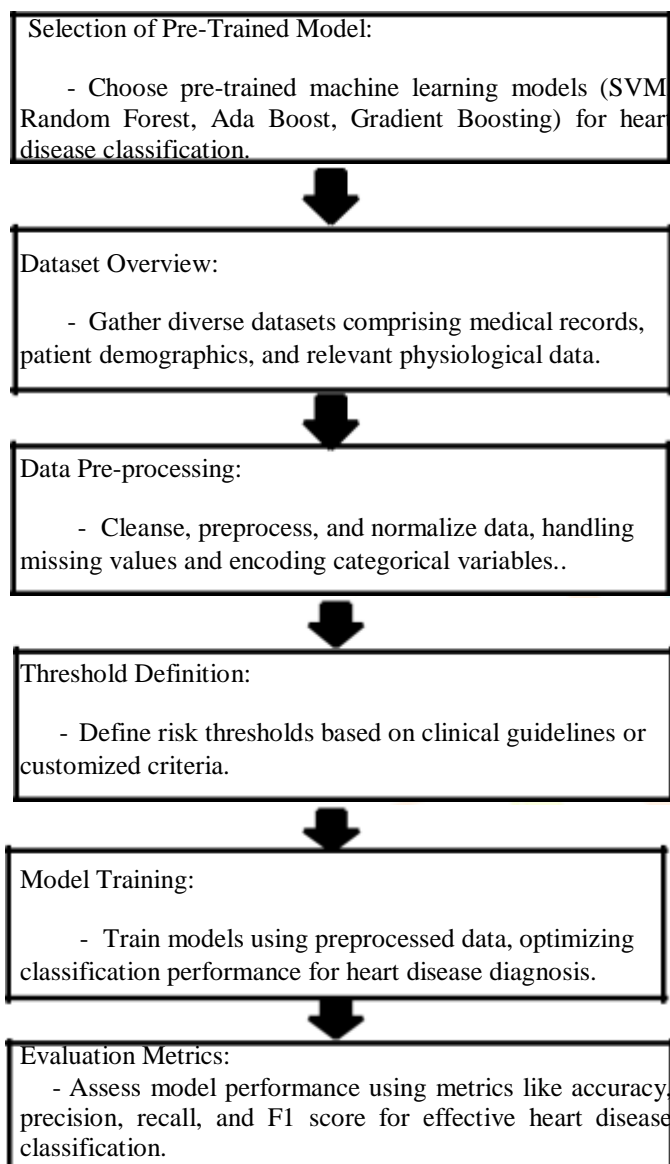 Selection of Pre-Trained Model:
- Choose pre-trained machine learning models (SVM
Random Forest, Ada Boost, Gradient Boosting) for heart
disease classification.
Dataset Overview:
- Gather diverse datasets comprising medical records,
patient demographics, and relevant physiological data.
Data Pre-processing:
- Cleanse, preprocess, and normalize data, handling
missing values and encoding categorical variables..
Threshold Definition:
- Define risk thresholds based on clinical guidelines or
customized criteria.
Model Training:
- Train models using preprocessed data, optimizing
classification performance for heart disease diagnosis.
Evaluation Metrics:
- Assess model performance using metrics like accuracy,
precision, recall, and F1 score for effective heart disease
classification.